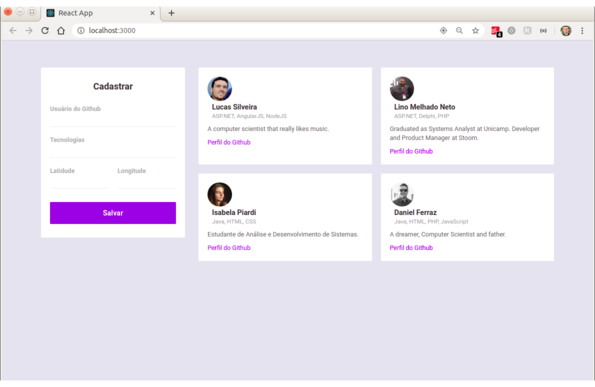 React App
localhost:3000
Cadastrar
Usuário do Github
Tecnologias
Latidude Longitude
Salvar
Lucas Silveira
ASP.NET, AngularJS, NodeJS
A computer scientist that really likes music.
Perfil do Github
Lino Melhado Neto
ASP.NET, Delphi, PHP
Graduated as Systems Analyst at Unicamp. Developer
and Product Manager at Stoom.
Perfil do Github
Isabela Piardi
Java, HTML, CSS
Estudante de Análise e Desenvolvimento de Sistemas.
Perfil do Github
Daniel Ferraz
Java, HTML, PHP, JavaScript
A dreamer, Computer Scientist and father.
Perfil do Github